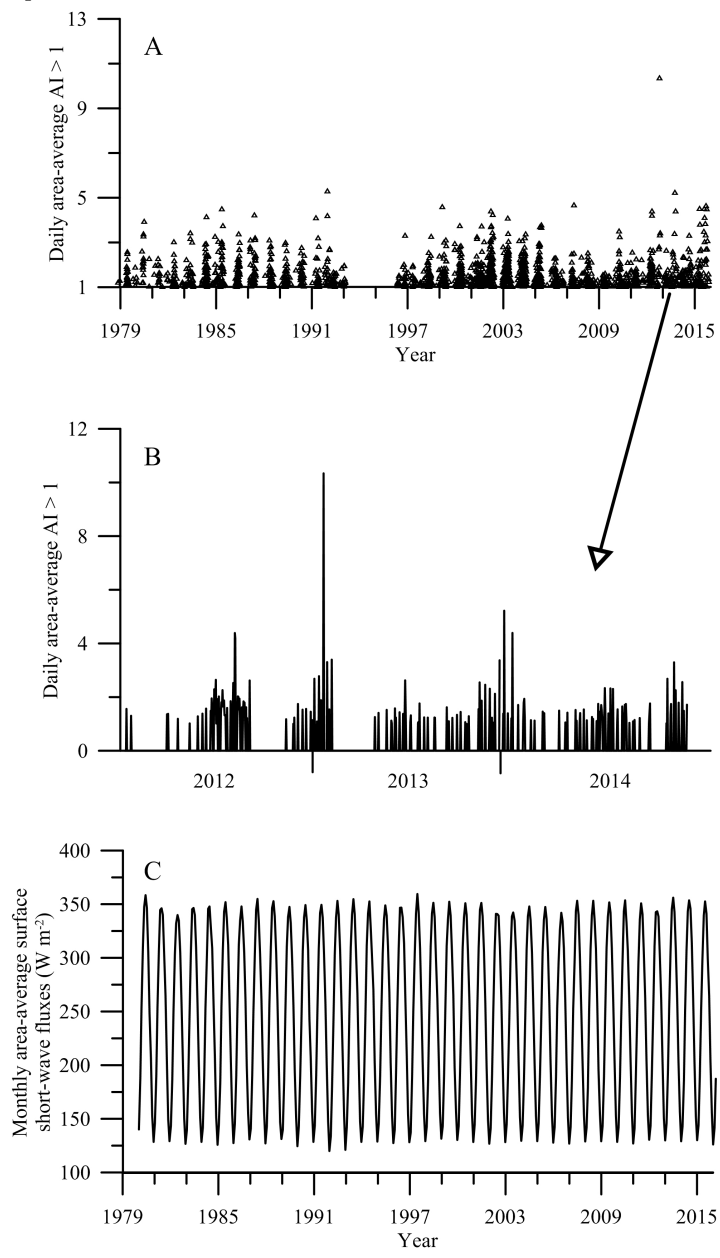 13
A
9
5
1
Daily area-average AI > 1
1979 1985 1991 1997 2003 2009 2015
Year
12
B
8
4
0
Daily area-average AI > 1
2012 2013 2014
400
C
350
300
250
200
150
100
Monthly area-average surface
short-wave fluxes (W m-2)
1979 1985 1991 1997 2003 2009 2015
Year